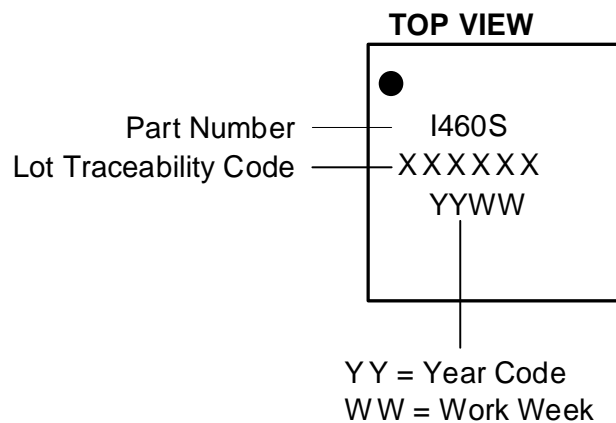 TOP VIEW
Part Number
I460S
Lot Traceability Code
XXXXXX
YYWW
YY = Year Code
WW = Work Week